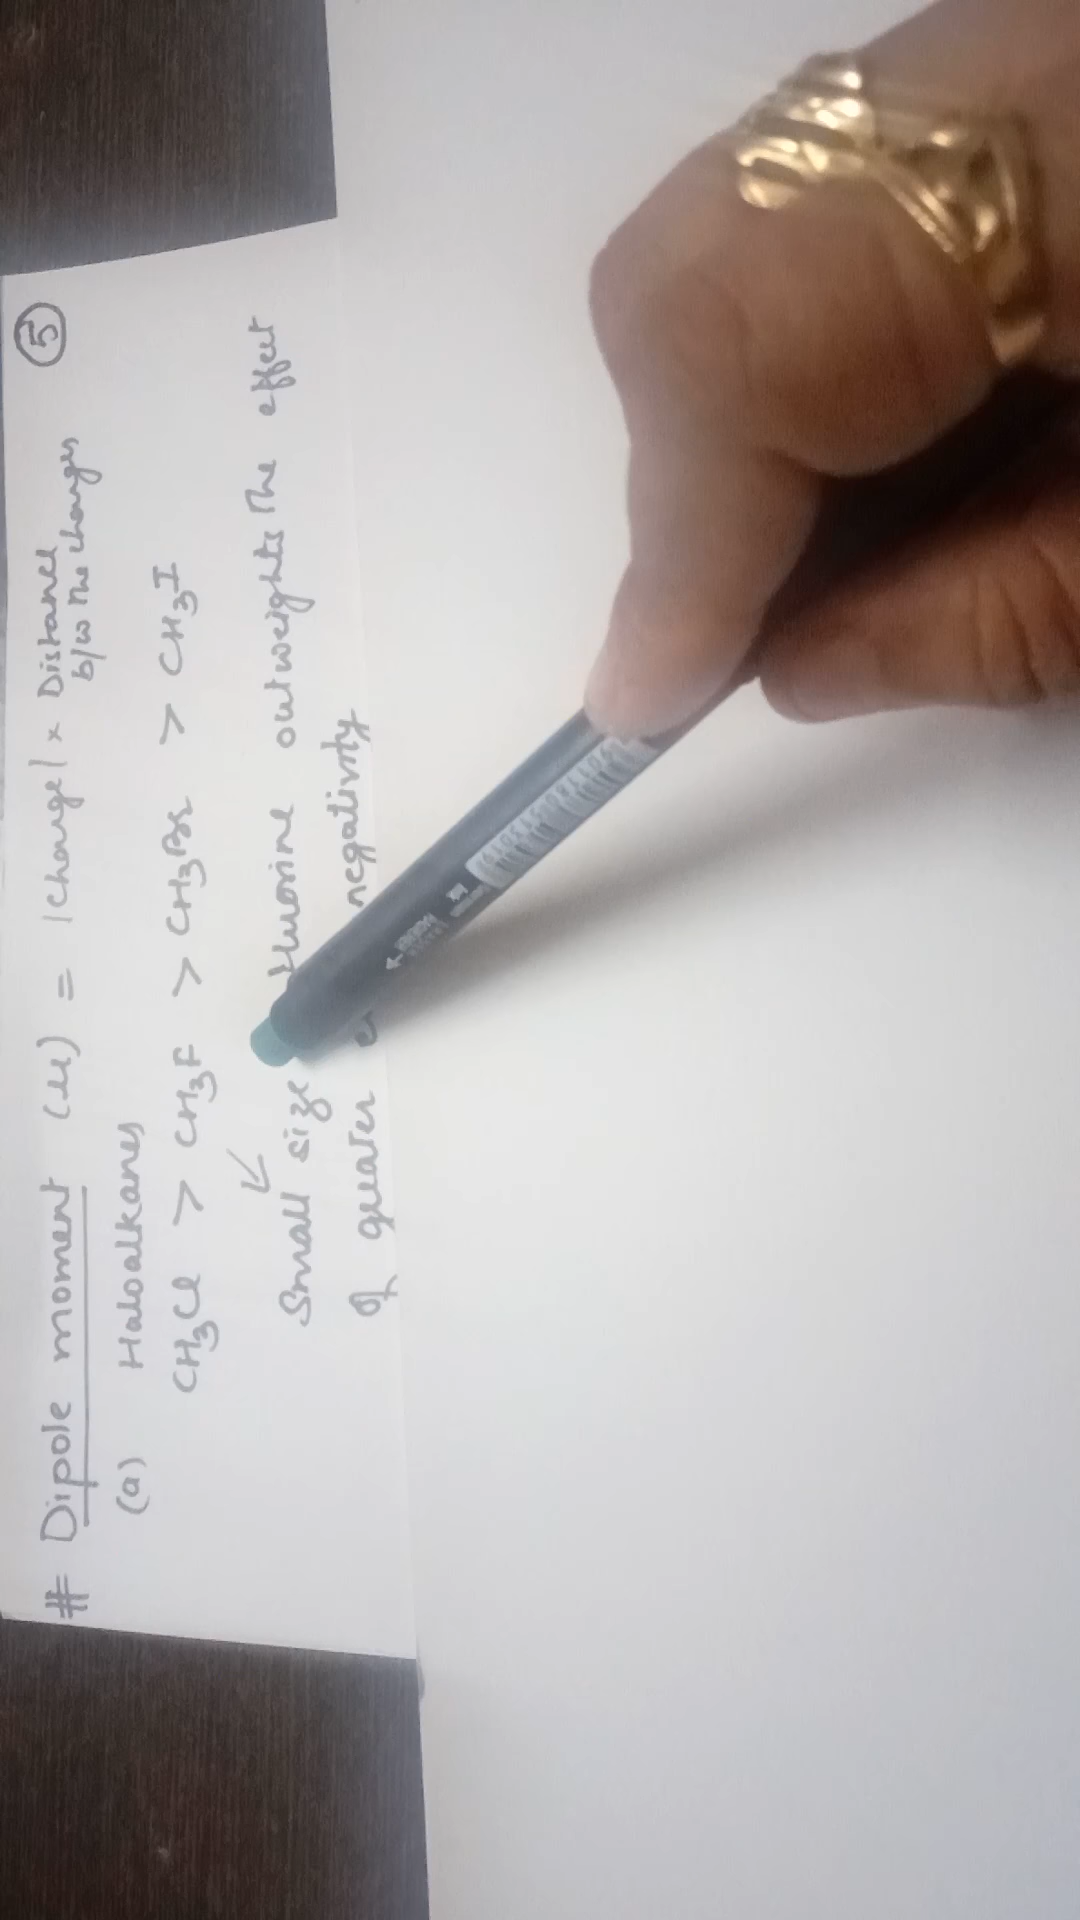 5
# Dipole moment (μ) = |charge| × Distance
b/w the charges
(a) Haloalkanes
CH3Cl > CH3F > CH3Br > CH3I
Small size fluorine outweights the effect
of greater negativity